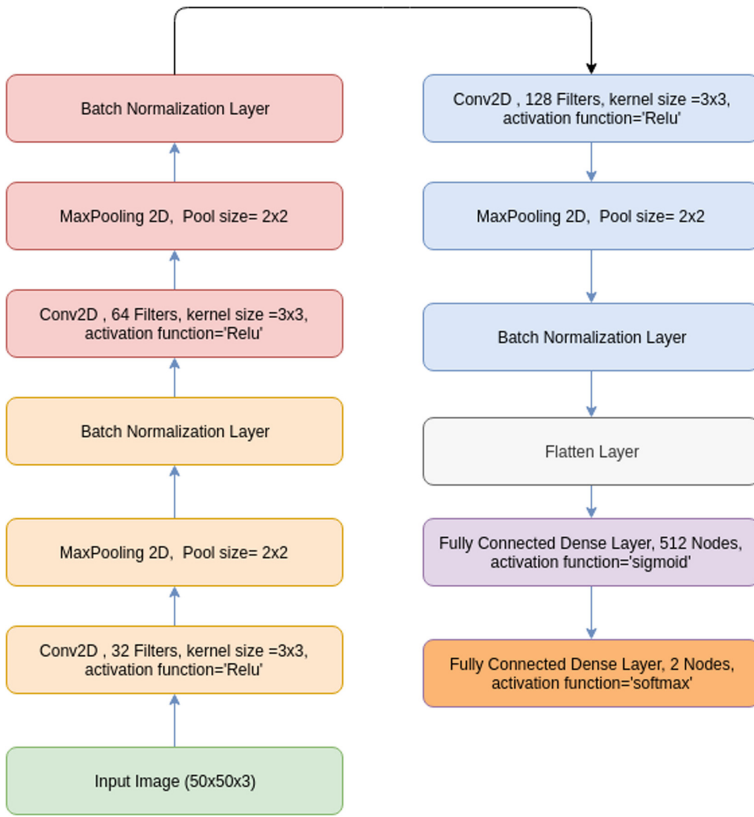 Input Image (50x50x3)
Conv2D , 32 Filters, kernel size =3x3,
activation function='Relu'
MaxPooling 2D,  Pool size= 2x2
Batch Normalization Layer
Conv2D , 64 Filters, kernel size =3x3,
activation function='Relu'
MaxPooling 2D,  Pool size= 2x2
Batch Normalization Layer
Conv2D , 128 Filters, kernel size =3x3,
activation function='Relu'
MaxPooling 2D,  Pool size= 2x2
Batch Normalization Layer
Flatten Layer
Fully Connected Dense Layer, 512 Nodes,
activation function='sigmoid'
Fully Connected Dense Layer, 2 Nodes,
activation function='softmax'